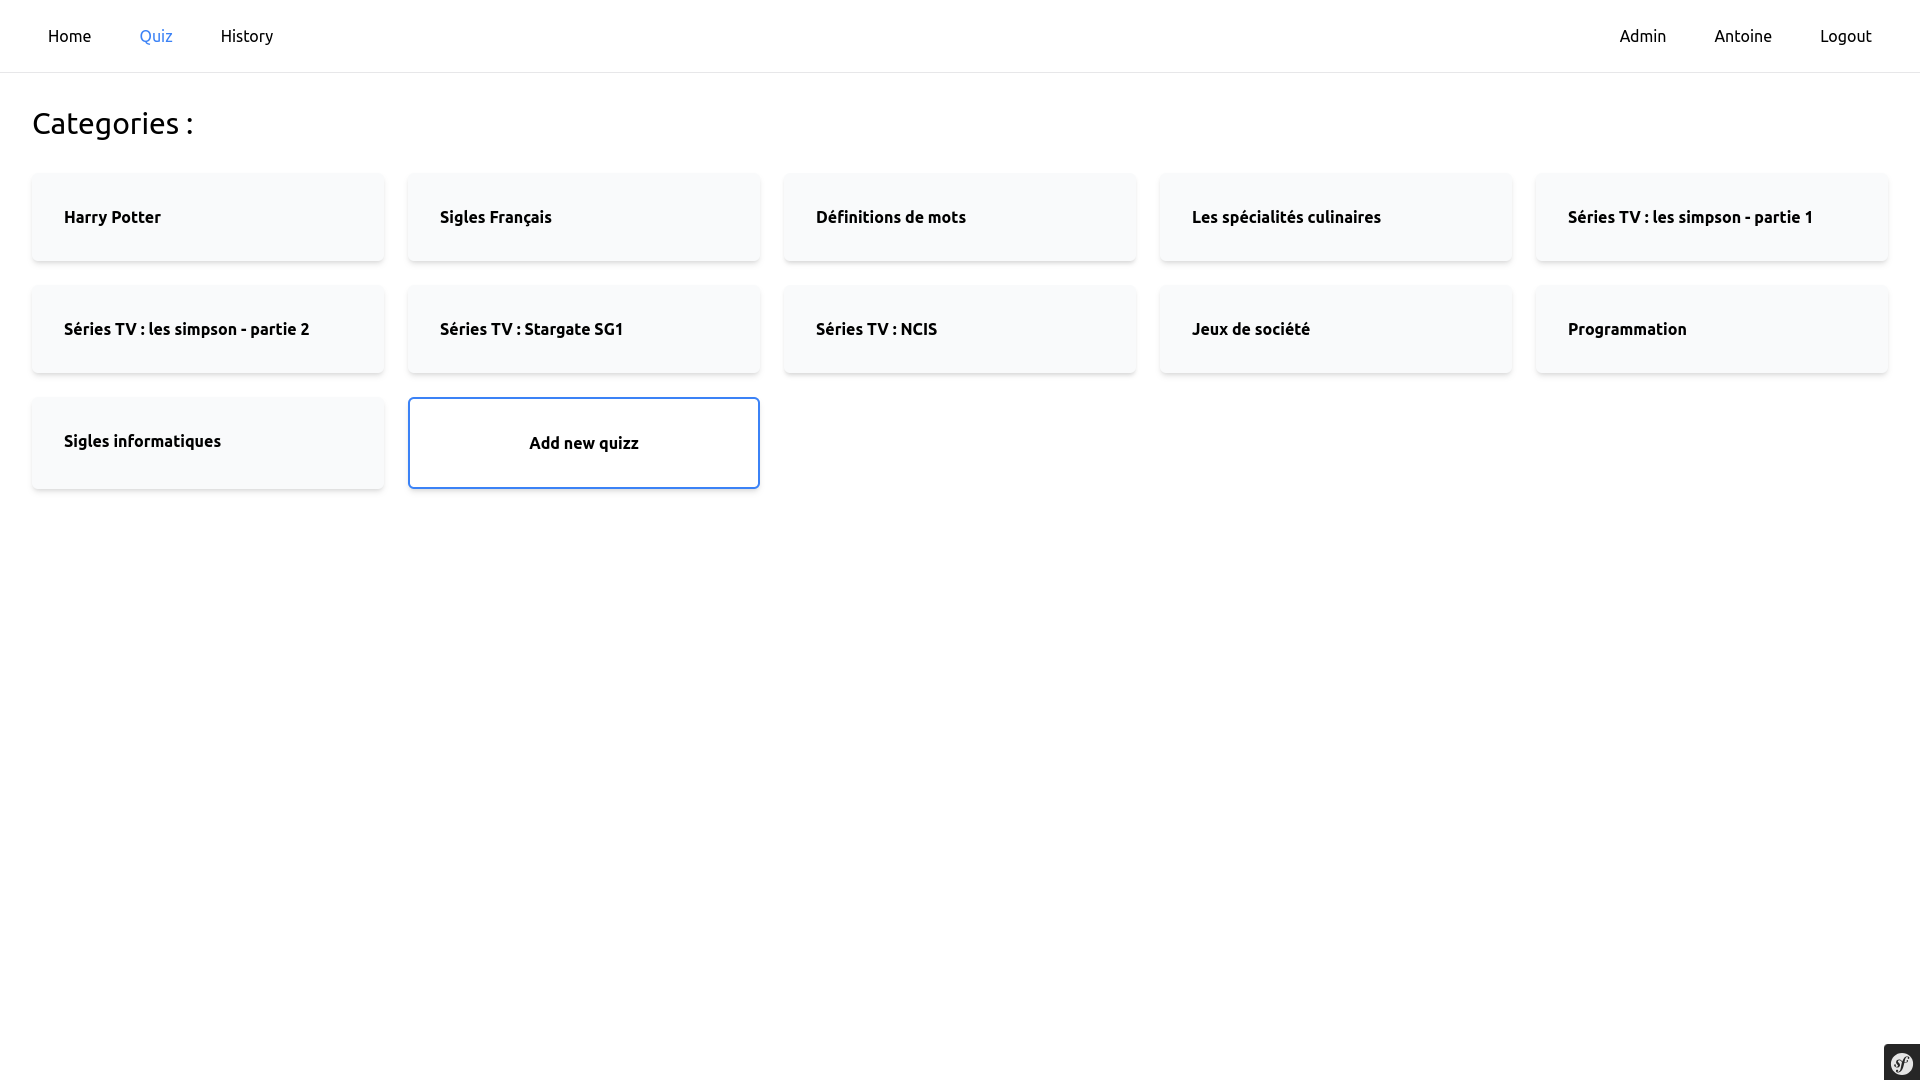 Home
Quiz
History
Admin
Antoine
Logout
Categories :
Harry Potter
Sigles Français
Définitions de mots
Les spécialités culinaires
Séries TV : les simpson - partie 1
Séries TV : les simpson - partie 2
Séries TV : Stargate SG1
Séries TV : NCIS
Jeux de société
Programmation
Sigles informatiques
Add new quizz
sf